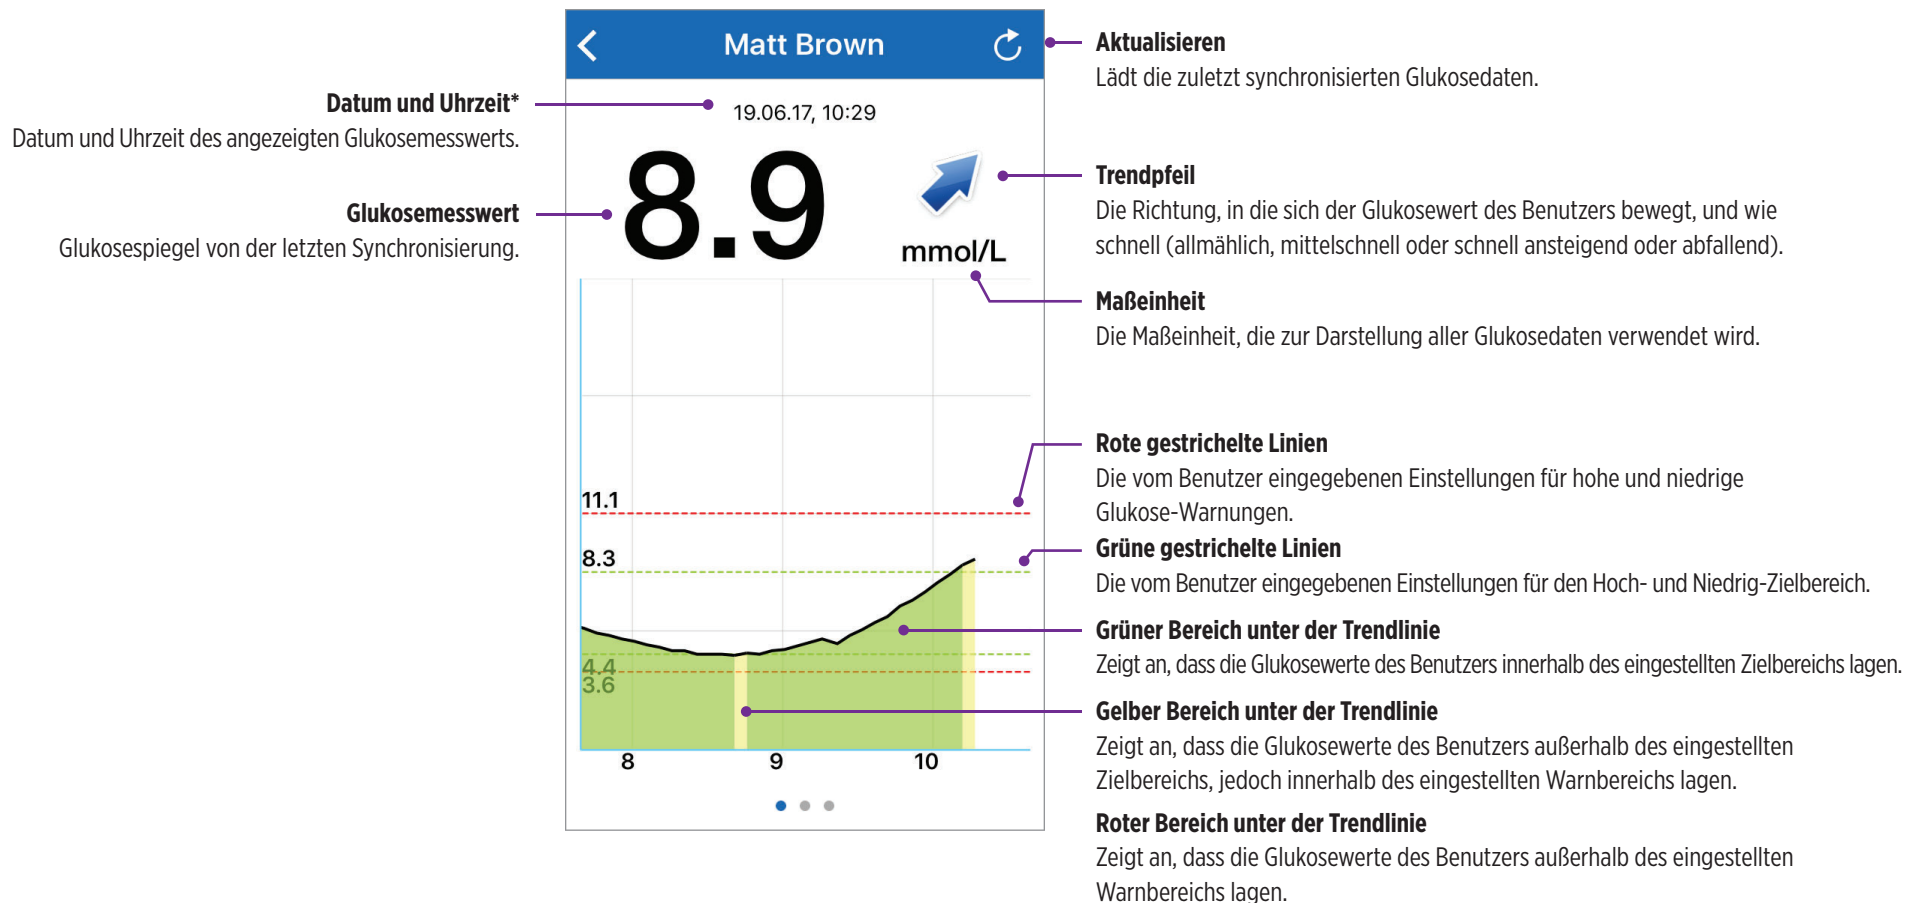 Matt Brown
Datum und Uhrzeit*
Datum und Uhrzeit des angezeigten Glukosemesswerts.
Glukosemesswert
Glukosespiegel von der letzten Synchronisierung.
19.06.17, 10:29
8.9
mmol/L
11.1
8.3
4.4
3.6
8 9 10
Aktualisieren
Lädt die zuletzt synchronisierten Glukosedaten.
Trendpfeil
Die Richtung, in die sich der Glukosewert des Benutzers bewegt, und wie
schnell (allmählich, mittelschnell oder schnell ansteigend oder abfallend).
Maßeinheit
Die Maßeinheit, die zur Darstellung aller Glukosedaten verwendet wird.
Rote gestrichelte Linien
Die vom Benutzer eingegebenen Einstellungen für hohe und niedrige
Glukose-Warnungen.
Grüne gestrichelte Linien
Die vom Benutzer eingegebenen Einstellungen für den Hoch- und Niedrig-Zielbereich.
Grüner Bereich unter der Trendlinie
Zeigt an, dass die Glukosewerte des Benutzers innerhalb des eingestellten Zielbereichs lagen.
Gelber Bereich unter der Trendlinie
Zeigt an, dass die Glukosewerte des Benutzers außerhalb des eingestellten
Zielbereichs, jedoch innerhalb des eingestellten Warnbereichs lagen.
Roter Bereich unter der Trendlinie
Zeigt an, dass die Glukosewerte des Benutzers außerhalb des eingestellten
Warnbereichs lagen.